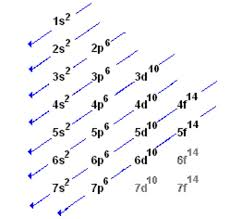 1s²
2s² 2p⁶
3s² 3p⁶ 3d¹⁰
4s² 4p⁶ 4d¹⁰ 4f¹⁴
5s² 5p⁶ 5d¹⁰ 5f¹⁴
6s² 6p⁶ 6d¹⁰ 6f¹⁴
7s² 7p⁶ 7d¹⁰ 7f¹⁴